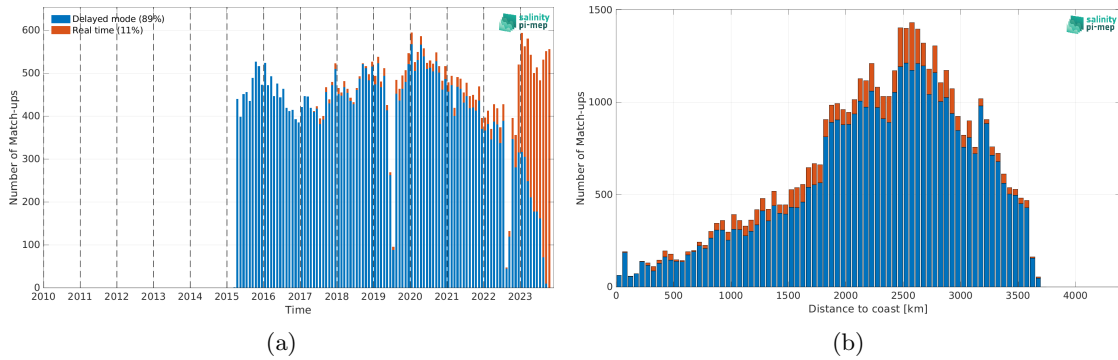 Delayed mode (89%)
Real time (11%)
salinity
pi-mep
600
500
400
300
200
100
0
Number of Match-ups
2010 2011 2012 2013 2014 2015 2016 2017 2018 2019 2020 2021 2022 2023
Time
(a)
salinity
pi-mep
1500
1000
500
0
Number of Match-ups
0 500 1000 1500 2000 2500 3000 3500 4000
Distance to coast [km]
(b)